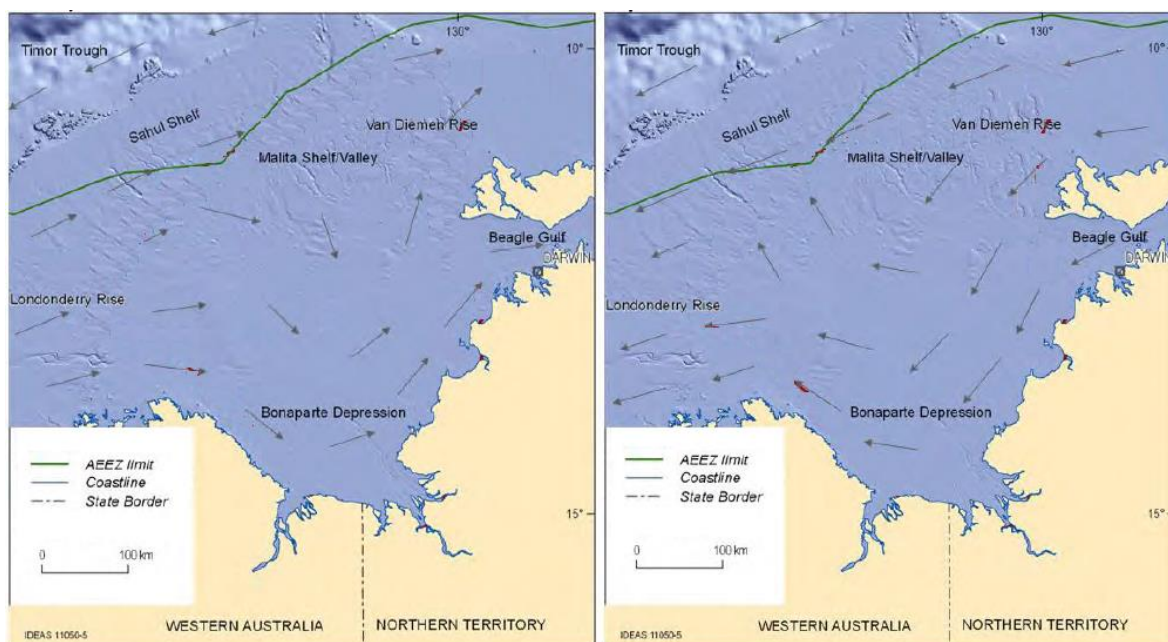 130°
Timor Trough
10°
Sahul Shelf
Van Diemen Rise
Malita Shelf/Valley
Beagle Gulf
DARWIN
Londonderry Rise
Bonaparte Depression
AEEZ limit
Coastline
State Border
15°
0 100 km
WESTERN AUSTRALIA NORTHERN TERRITORY
IDEAS 11050-5
130°
Timor Trough
10°
Sahul Shelf
Van Diemen Rise
Malita Shelf/Valley
Beagle Gulf
DARWIN
Londonderry Rise
Bonaparte Depression
AEEZ limit
Coastline
State Border
15°
0 100 km
WESTERN AUSTRALIA NORTHERN TERRITORY
IDEAS 11050-5